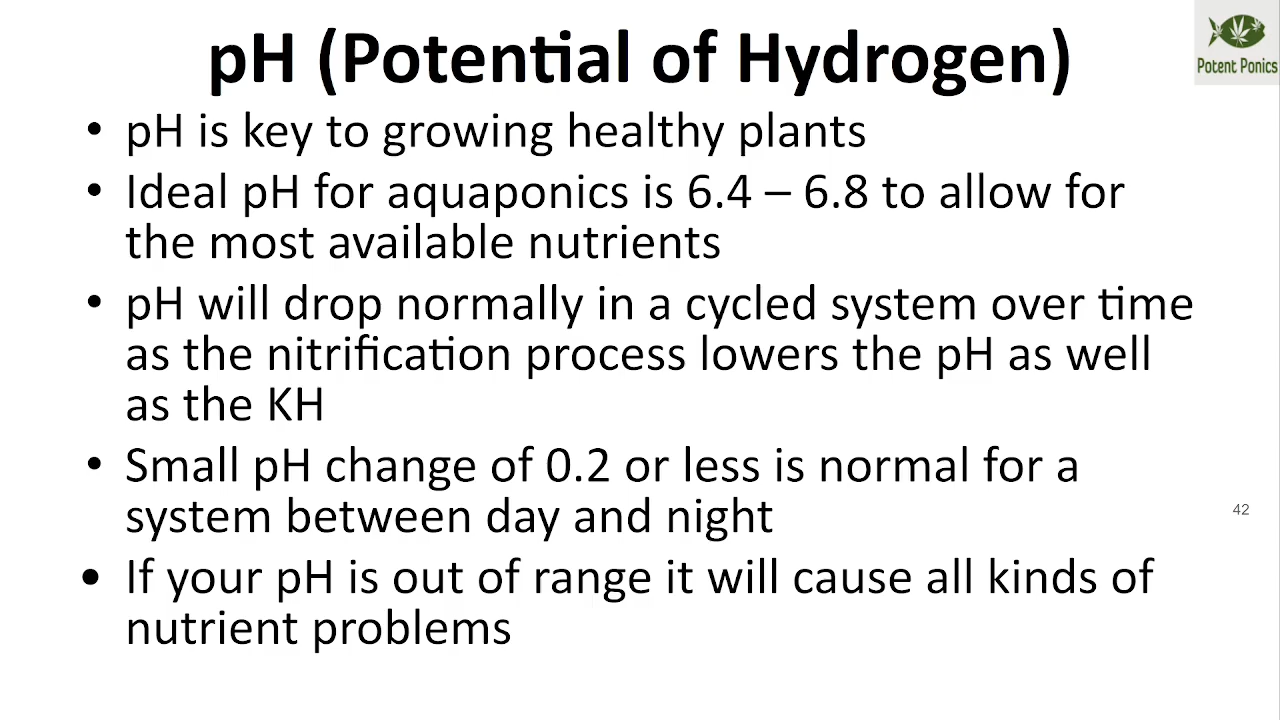 pH (Potential of Hydrogen)
Potent Ponics
• pH is key to growing healthy plants
• Ideal pH for aquaponics is 6.4 – 6.8 to allow for
the most available nutrients
• pH will drop normally in a cycled system over time
as the nitrification process lowers the pH as well
as the KH
• Small pH change of 0.2 or less is normal for a
system between day and night
42
• If your pH is out of range it will cause all kinds of
nutrient problems